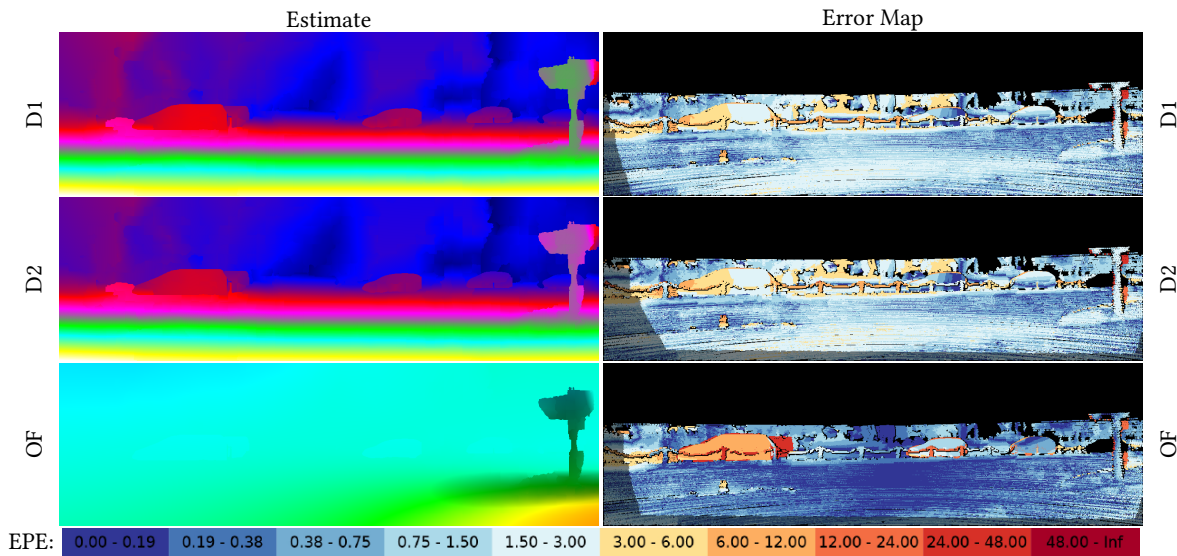 Estimate Error Map
D1 D1
D2 D2
OF OF
EPE: 0.00 - 0.19 0.19 - 0.38 0.38 - 0.75 0.75 - 1.50 1.50 - 3.00 3.00 - 6.00 6.00 - 12.00 12.00 - 24.00 24.00 - 48.00 48.00 - Inf